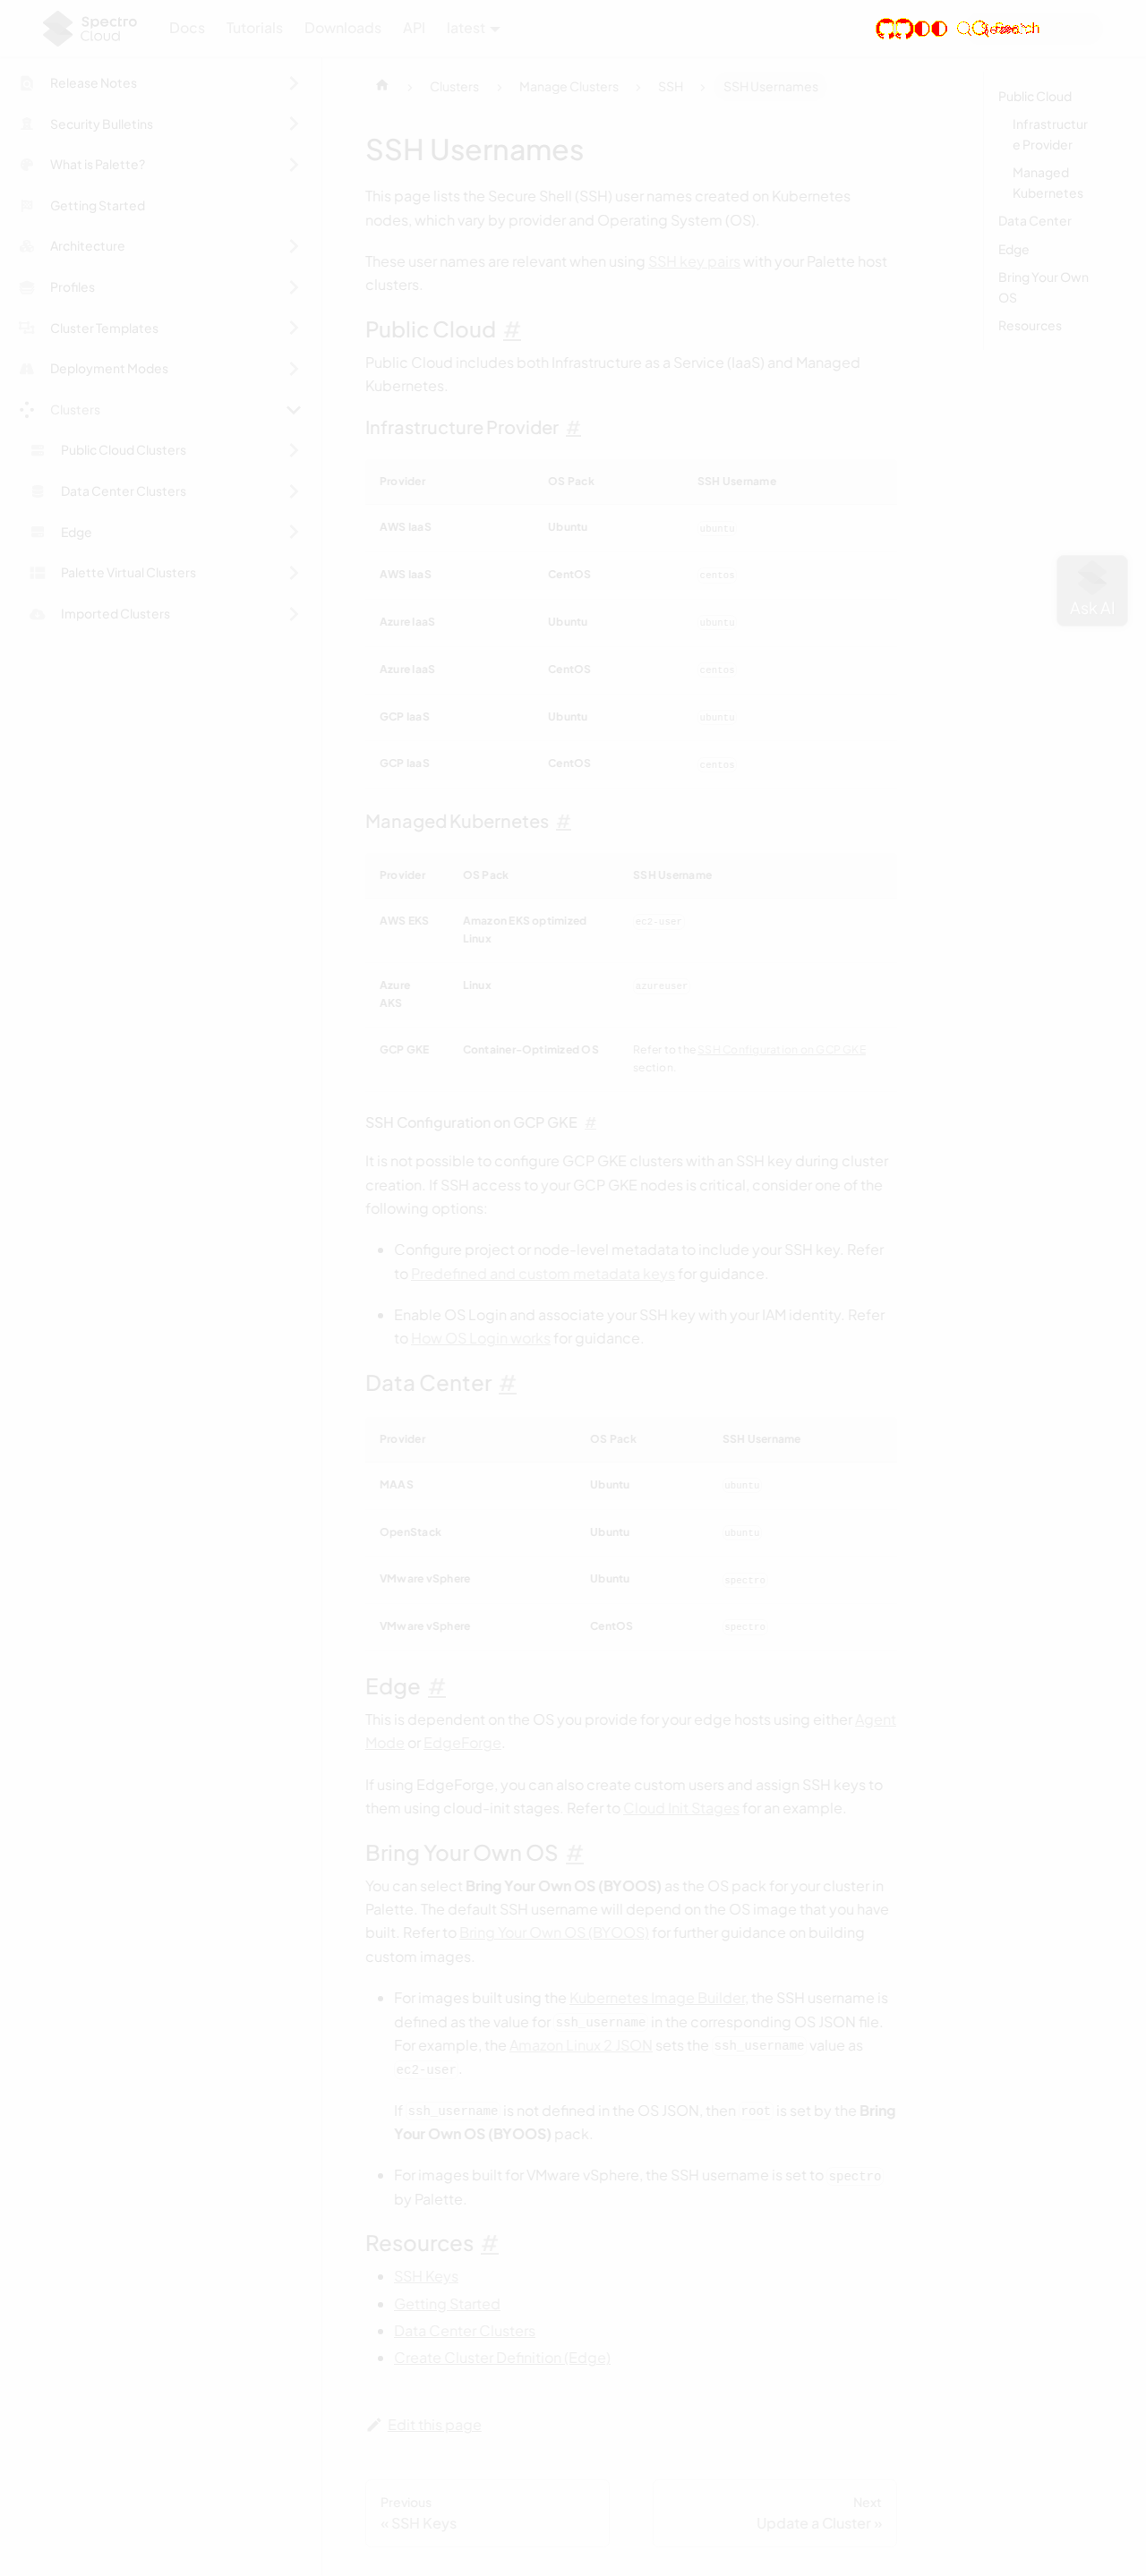 Spectro
Cloud
Docs
Tutorials
Downloads
API
latest
Release Notes
Security Bulletins
What is Palette?
Getting Started
Architecture
Profiles
Cluster Templates
Deployment Modes
Clusters
Public Cloud Clusters
Data Center Clusters
Edge
Palette Virtual Clusters
Imported Clusters
Clusters > Manage Clusters > SSH > SSH Usernames
SSH Usernames
This page lists the Secure Shell (SSH) user names created on Kubernetes
nodes, which vary by provider and Operating System (OS).
These user names are relevant when using SSH key pairs with your Palette host
clusters.
Public Cloud #
Public Cloud includes both Infrastructure as a Service (IaaS) and Managed
Kubernetes.
Infrastructure Provider #
Provider OS Pack SSH Username
AWS IaaS Ubuntu ubuntu
AWS IaaS CentOS centos
Azure IaaS Ubuntu ubuntu
Azure IaaS CentOS centos
GCP IaaS Ubuntu ubuntu
GCP IaaS CentOS centos
Managed Kubernetes #
Provider OS Pack SSH Username
AWS EKS Amazon EKS optimized ec2-user
Linux
Azure Linux azureuser
AKS
GCP GKE Container-Optimized OS Refer to the SSH Configuration on GCP GKE
section.
SSH Configuration on GCP GKE #
It is not possible to configure GCP GKE clusters with an SSH key during cluster
creation. If SSH access to your GCP GKE nodes is critical, consider one of the
following options:
Configure project or node-level metadata to include your SSH key. Refer
to Predefined and custom metadata keys for guidance.
Enable OS Login and associate your SSH key with your IAM identity. Refer
to How OS Login works for guidance.
Data Center #
Provider OS Pack SSH Username
MAAS Ubuntu ubuntu
OpenStack Ubuntu ubuntu
VMware vSphere Ubuntu spectro
VMware vSphere CentOS spectro
Edge #
This is dependent on the OS you provide for your edge hosts using either Agent
Mode or EdgeForge.
If using EdgeForge, you can also create custom users and assign SSH keys to
them using cloud-init stages. Refer to Cloud Init Stages for an example.
Bring Your Own OS #
You can select Bring Your Own OS (BYOOS) as the OS pack for your cluster in
Palette. The default SSH username will depend on the OS image that you have
built. Refer to Bring Your Own OS (BYOOS) for further guidance on building
custom images.
For images built using the Kubernetes Image Builder, the SSH username is
defined as the value for ssh_username in the corresponding OS JSON file.
For example, the Amazon Linux 2 JSON sets the ssh_username value as
ec2-user.
If ssh_username is not defined in the OS JSON, then root is set by the Bring
Your Own OS (BYOOS) pack.
For images built for VMware vSphere, the SSH username is set to spectro
by Palette.
Resources #
SSH Keys
Getting Started
Data Center Clusters
Create Cluster Definition (Edge)
Edit this page
Previous
« SSH Keys
Next
Update a Cluster »
Public Cloud
Infrastructur
e Provider
Managed
Kubernetes
Data Center
Edge
Bring Your Own
OS
Resources
Ask AI